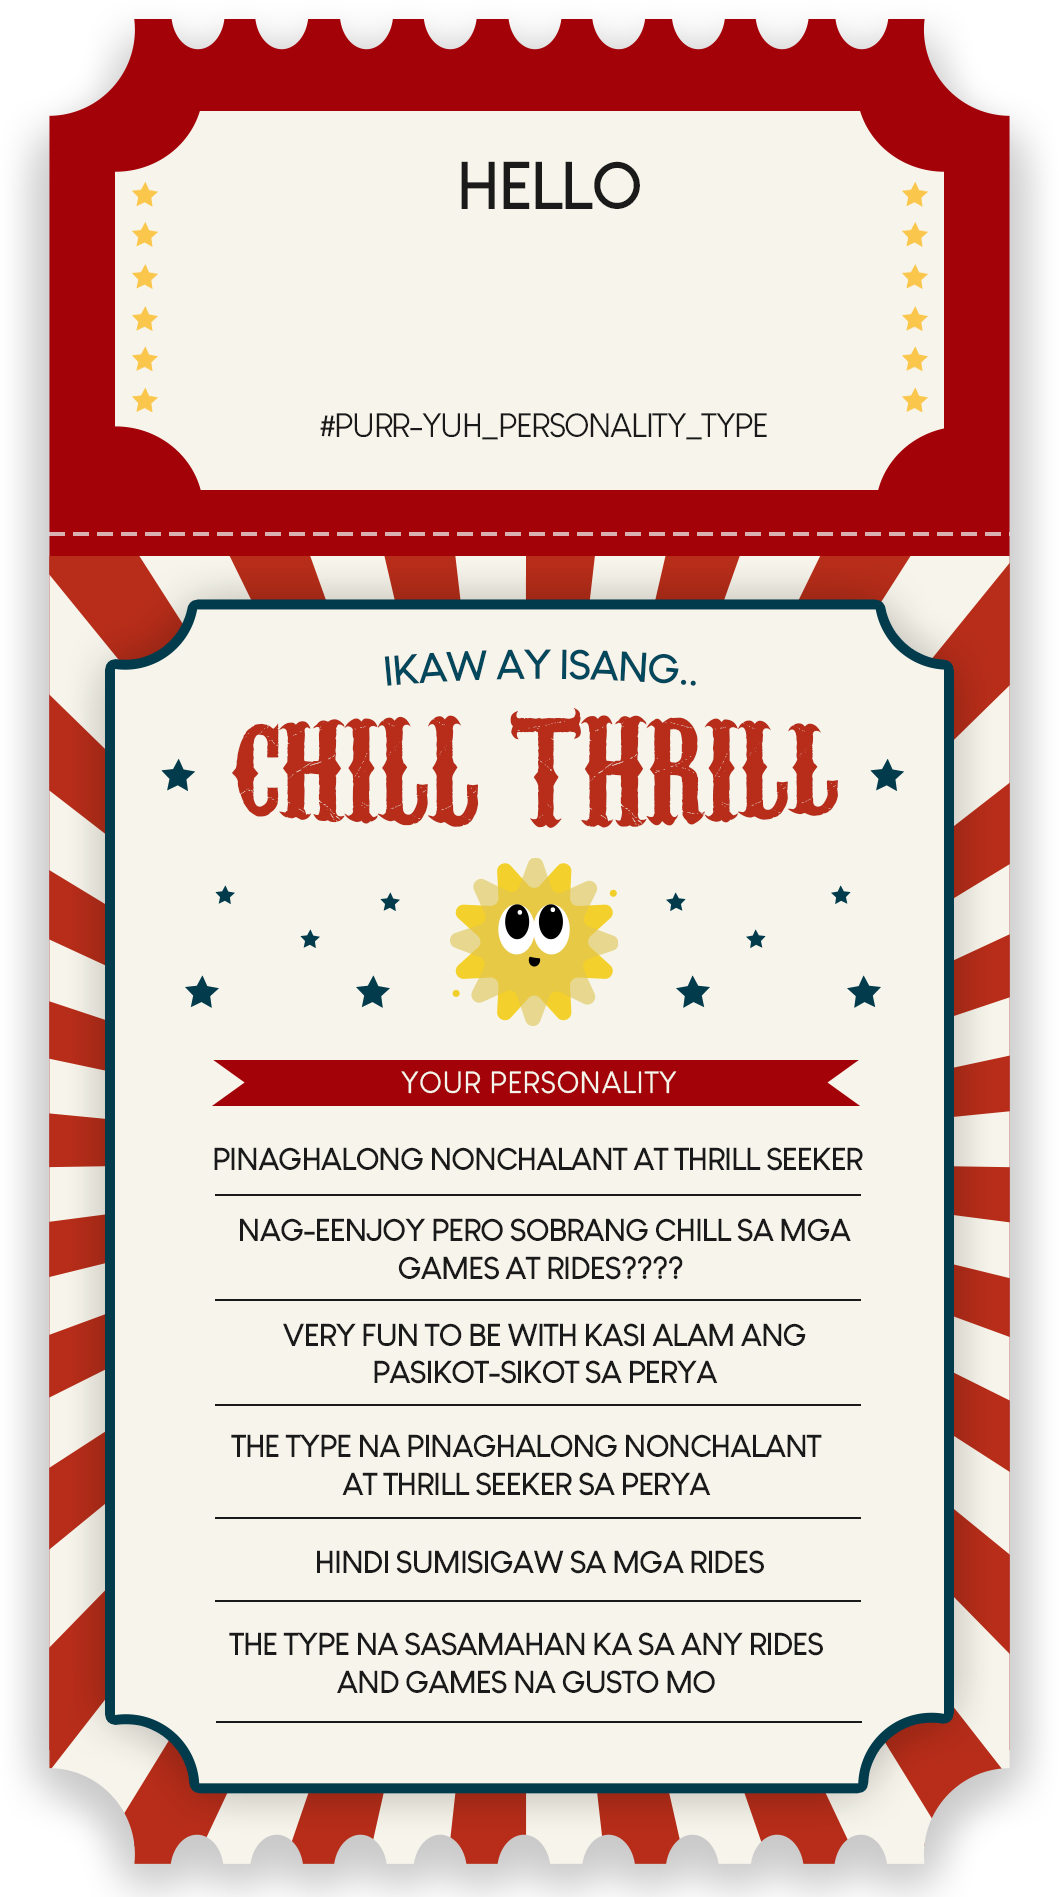 HELLO
#PURR-YUH_PERSONALITY_TYPE
IKAW AY ISANG..
CHILL THRILL
YOUR PERSONALITY
PINAGHALONG NONCHALANT AT THRILL SEEKER
NAG-EENJOY PERO SOBRANG CHILL SA MGA
GAMES AT RIDES????
VERY FUN TO BE WITH KASI ALAM ANG
PASIKOT-SIKOT SA PERYA
THE TYPE NA PINAGHALONG NONCHALANT
AT THRILL SEEKER SA PERYA
HINDI SUMISIGAW SA MGA RIDES
THE TYPE NA SASAMAHAN KA SA ANY RIDES
AND GAMES NA GUSTO MO